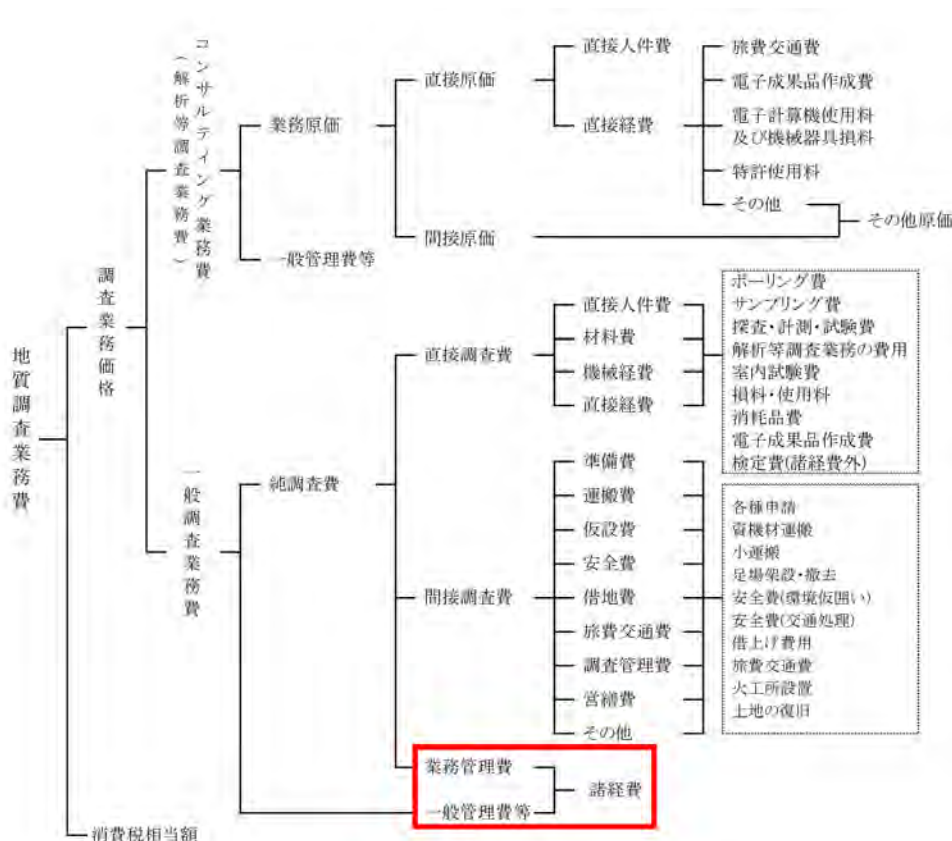 地質調査業務費
調査業務価格
コンサルティング業務費
(解析等調査業務費)
業務原価
直接原価
直接人件費
直接経費
旅費交通費
電子成果品作成費
電子計算機使用料
及び機械器具損料
特許使用料
その他
間接原価
その他原価
一般管理費等
一般調査業務費
純調査費
直接調査費
直接人件費
材料費
機械経費
直接経費
ボーリング費
サンプリング費
探査・計測・試験費
解析等調査業務の費用
室内試験費
損料・使用料
消耗品費
電子成果品作成費
検定費(諸経費外)
間接調査費
準備費
運搬費
仮設費
安全費
借地費
旅費交通費
調査管理費
営繕費
その他
各種申請
資機材運搬
小運搬
足場架設・撤去
安全費(環境仮囲い)
安全費(交通処理)
借上げ費用
旅費交通費
火工所設置
土地の復旧
業務管理費
一般管理費等
諸経費
消費税相当額